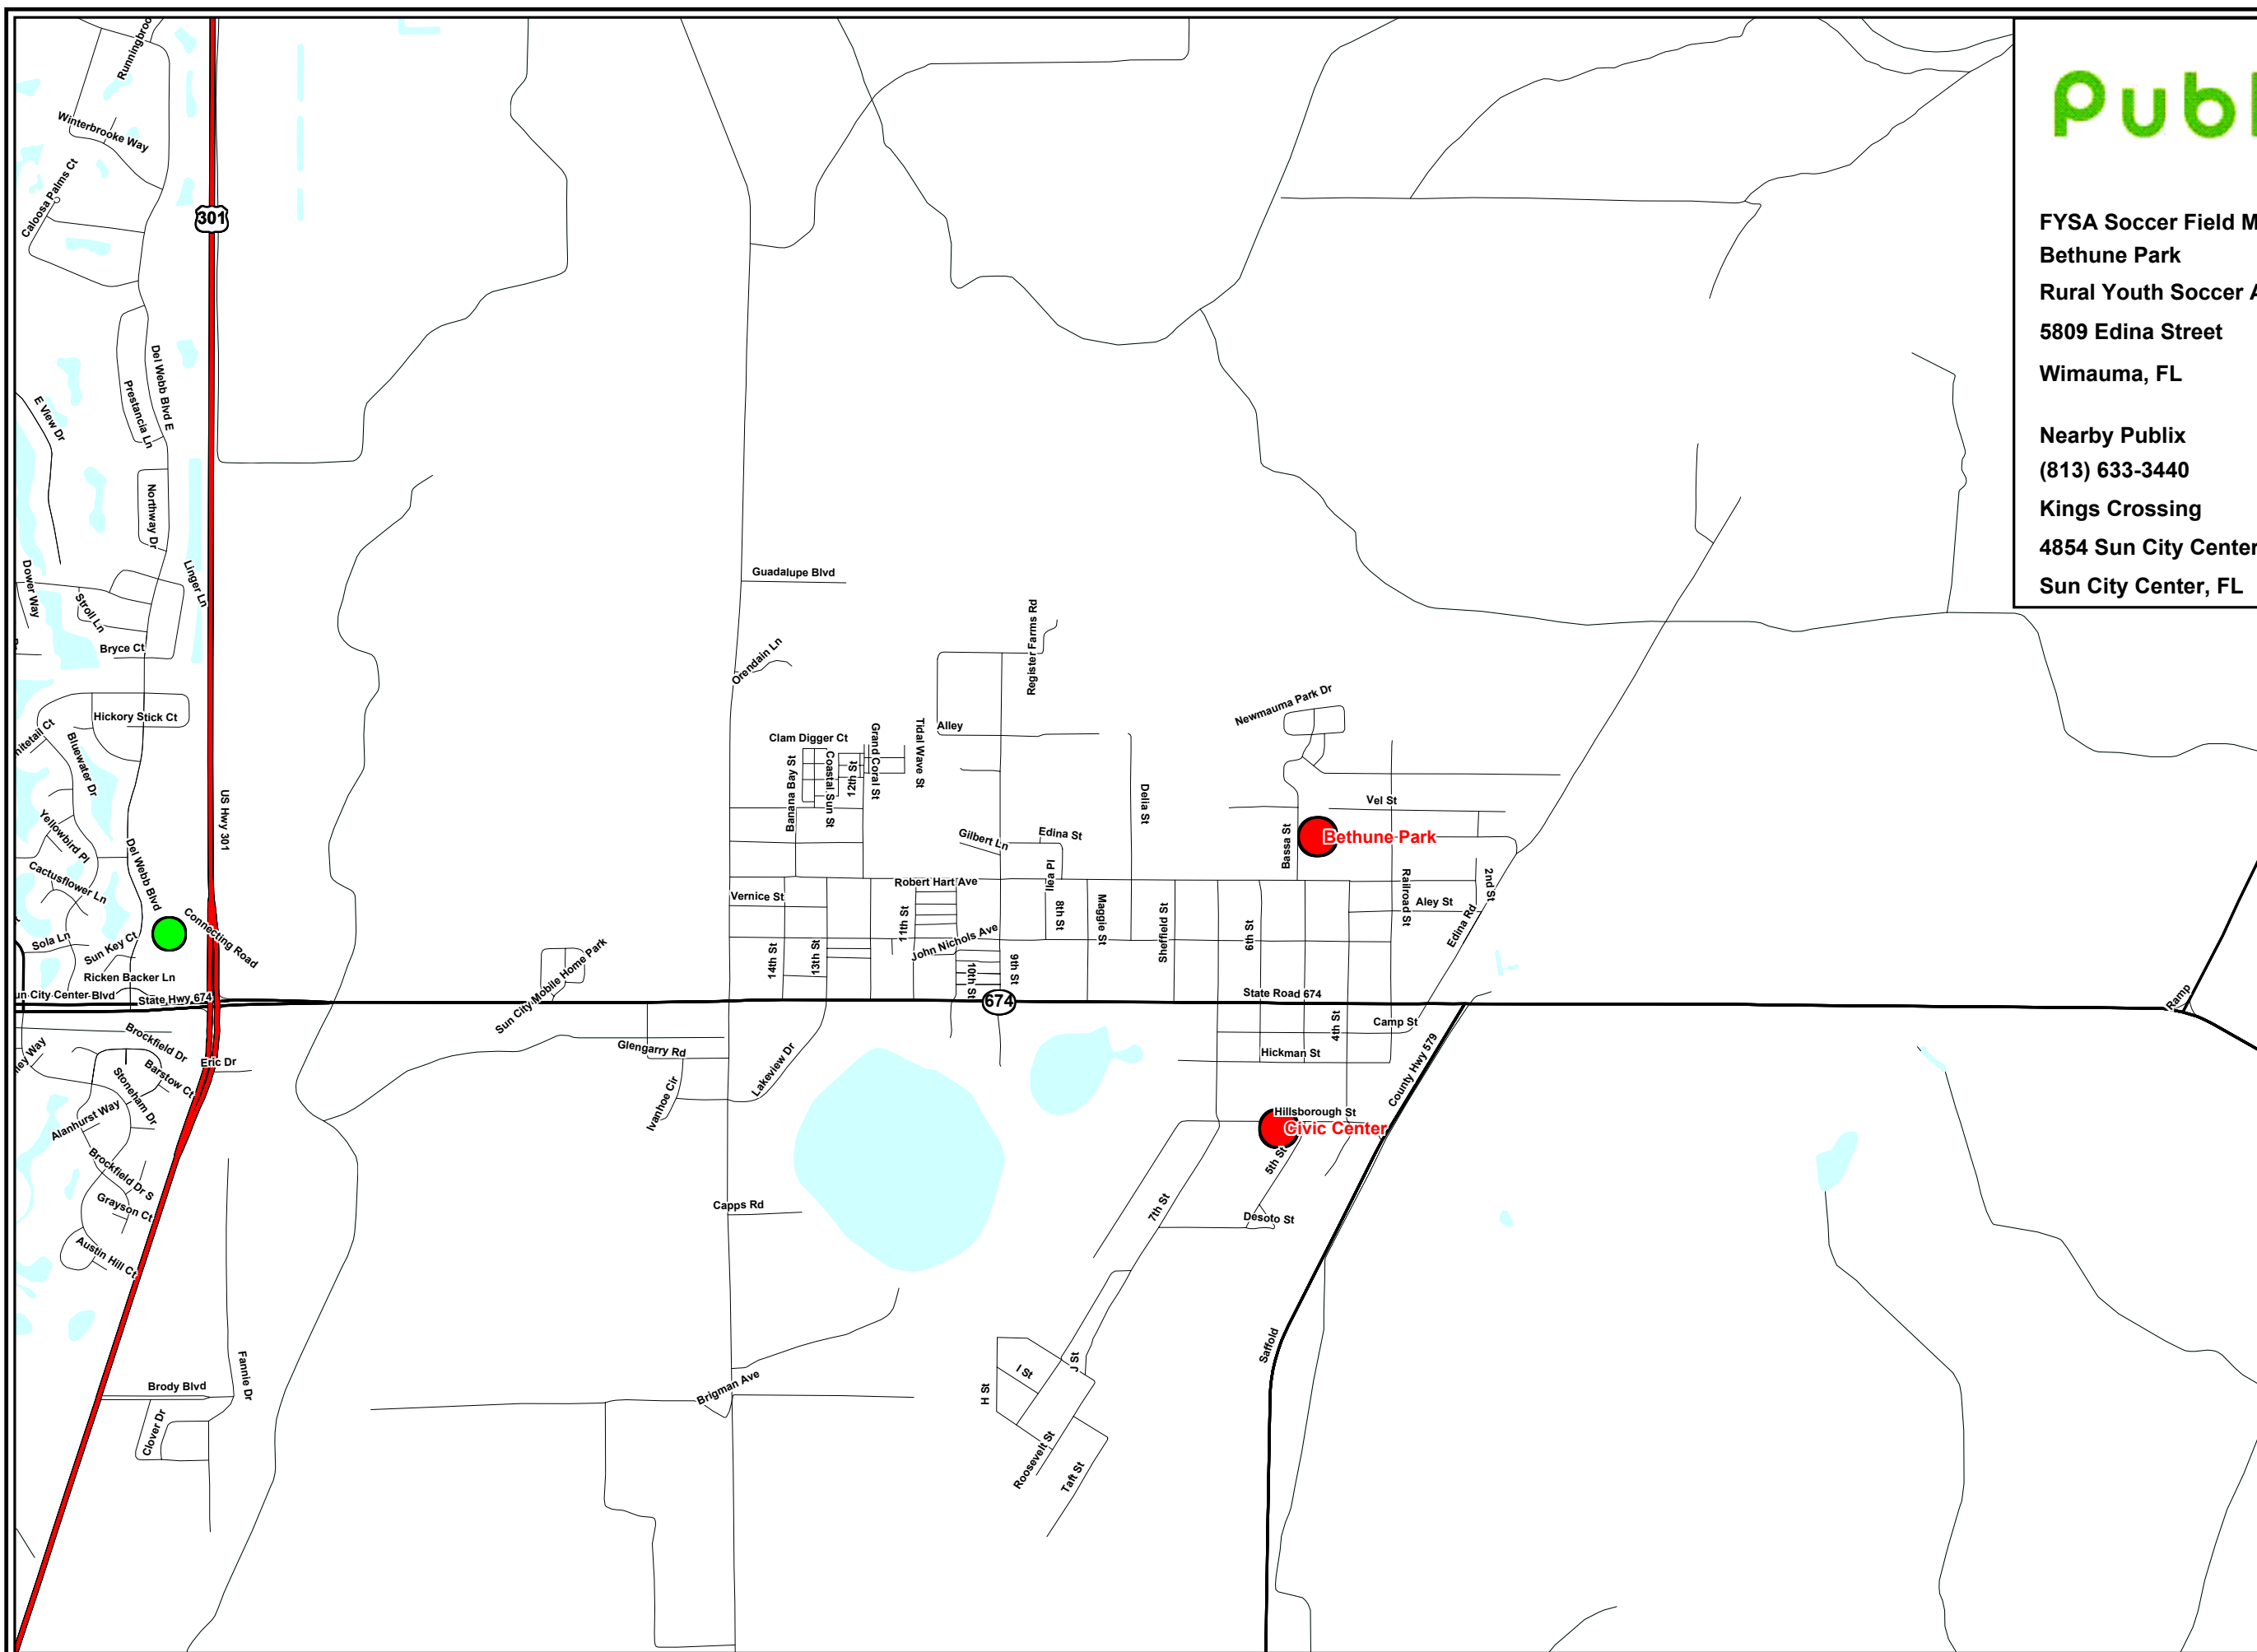 Publ
FYSA Soccer Field M
Bethune Park
Rural Youth Soccer A
5809 Edina Street
Wimauma, FL
Nearby Publix
(813) 633-3440
Kings Crossing
4854 Sun City Center
Sun City Center, FL
Runningbroo
Winterbrooke Way
Caloosa Palms Ct
301
Del Webb Blvd E
Prestancia Ln
E View Dr
Northway Dr
Linger Ln
Dower Way
Stroll Ln
Bryce Ct
Hickory Stick Ct
hitetail Ct
Bluewater Dr
US Hwy 301
Yellowbird Pl
Del Webb Blvd
Cactusflower Ln
Connecting Road
Sola Ln
Sun Key Ct
Ricken Backer Ln
un City Center Blvd
State Hwy 674
Brockfield Dr
ley Way
Eric Dr
Barstow Ct
Stoneham Dr
Alanhurst Way
Brockfield Dr S
Grayson Ct
Austin Hill Ct
Fannie Dr
Brody Blvd
Clover Dr
Guadalupe Blvd
Orendain Ln
Register Farms Rd
Newmauma Park Dr
Alley
Clam Digger Ct
Banana Bay St
Coastal Sun St
12th St
Grand Coral St
Tidal Wave St
Delia St
Vel St
Bassa St
Bethune Park
Gilbert Ln
Edina St
Ilea Pl
Robert Hart Ave
Vernice St
11th St
8th St
Maggie St
Sheffield St
6th St
Railroad St
2nd St
Aley St
Edina Rd
John Nichols Ave
14th St
13th St
10th St
9th St
Sun City Mobile Home Park
674
State Road 674
Ramp
4th St
Camp St
Hickman St
County Hwy 579
Glengarry Rd
Ivanhoe Cir
Lakeview Dr
Hillsborough St
Civic Center
5th St
7th St
Desoto St
Capps Rd
Saffold
Brigman Ave
H St
I St
J St
Roosevelt St
Taft St